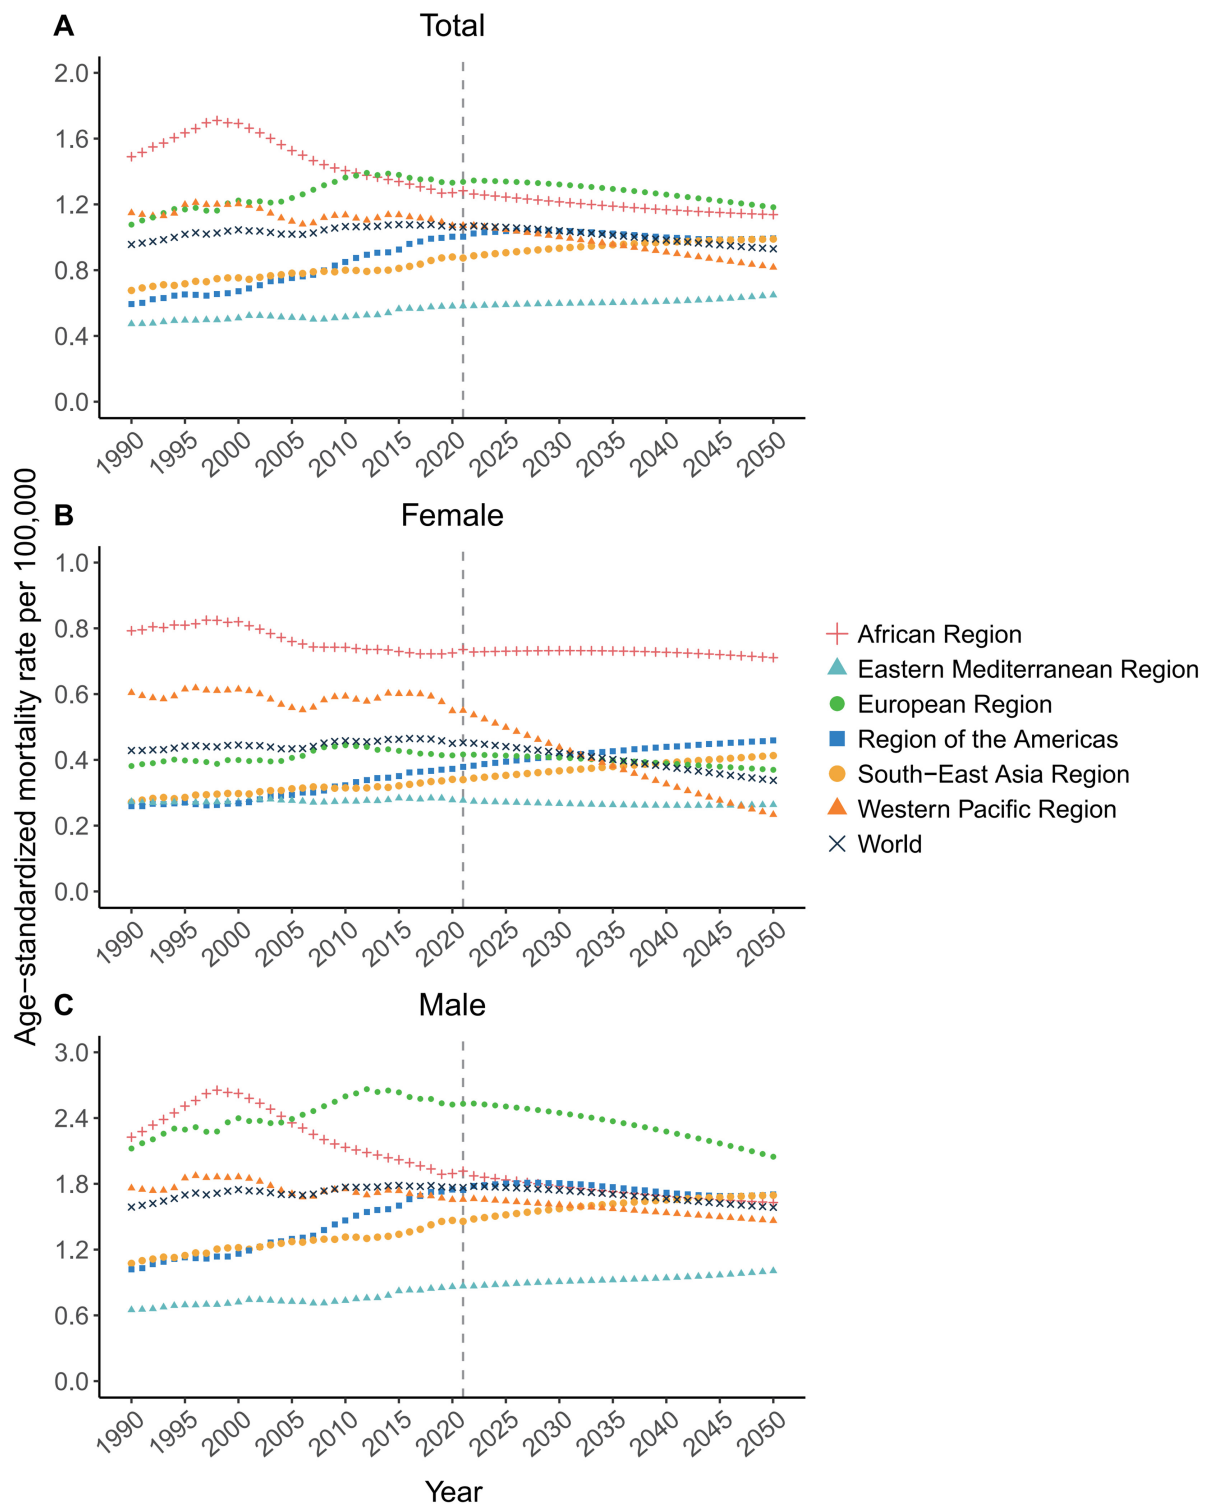 A
Total
2.0
1.6
1.2
0.8
0.4
0.0
1990 1995 2000 2005 2010 2015 2020 2025 2030 2035 2040 2045 2050
Age−standardized mortality rate per 100,000
B
Female
1.0
0.8
0.6
0.4
0.2
0.0
1990 1995 2000 2005 2010 2015 2020 2025 2030 2035 2040 2045 2050
African Region
Eastern Mediterranean Region
European Region
Region of the Americas
South−East Asia Region
Western Pacific Region
World
C
Male
3.0
2.4
1.8
1.2
0.6
0.0
1990 1995 2000 2005 2010 2015 2020 2025 2030 2035 2040 2045 2050
Year